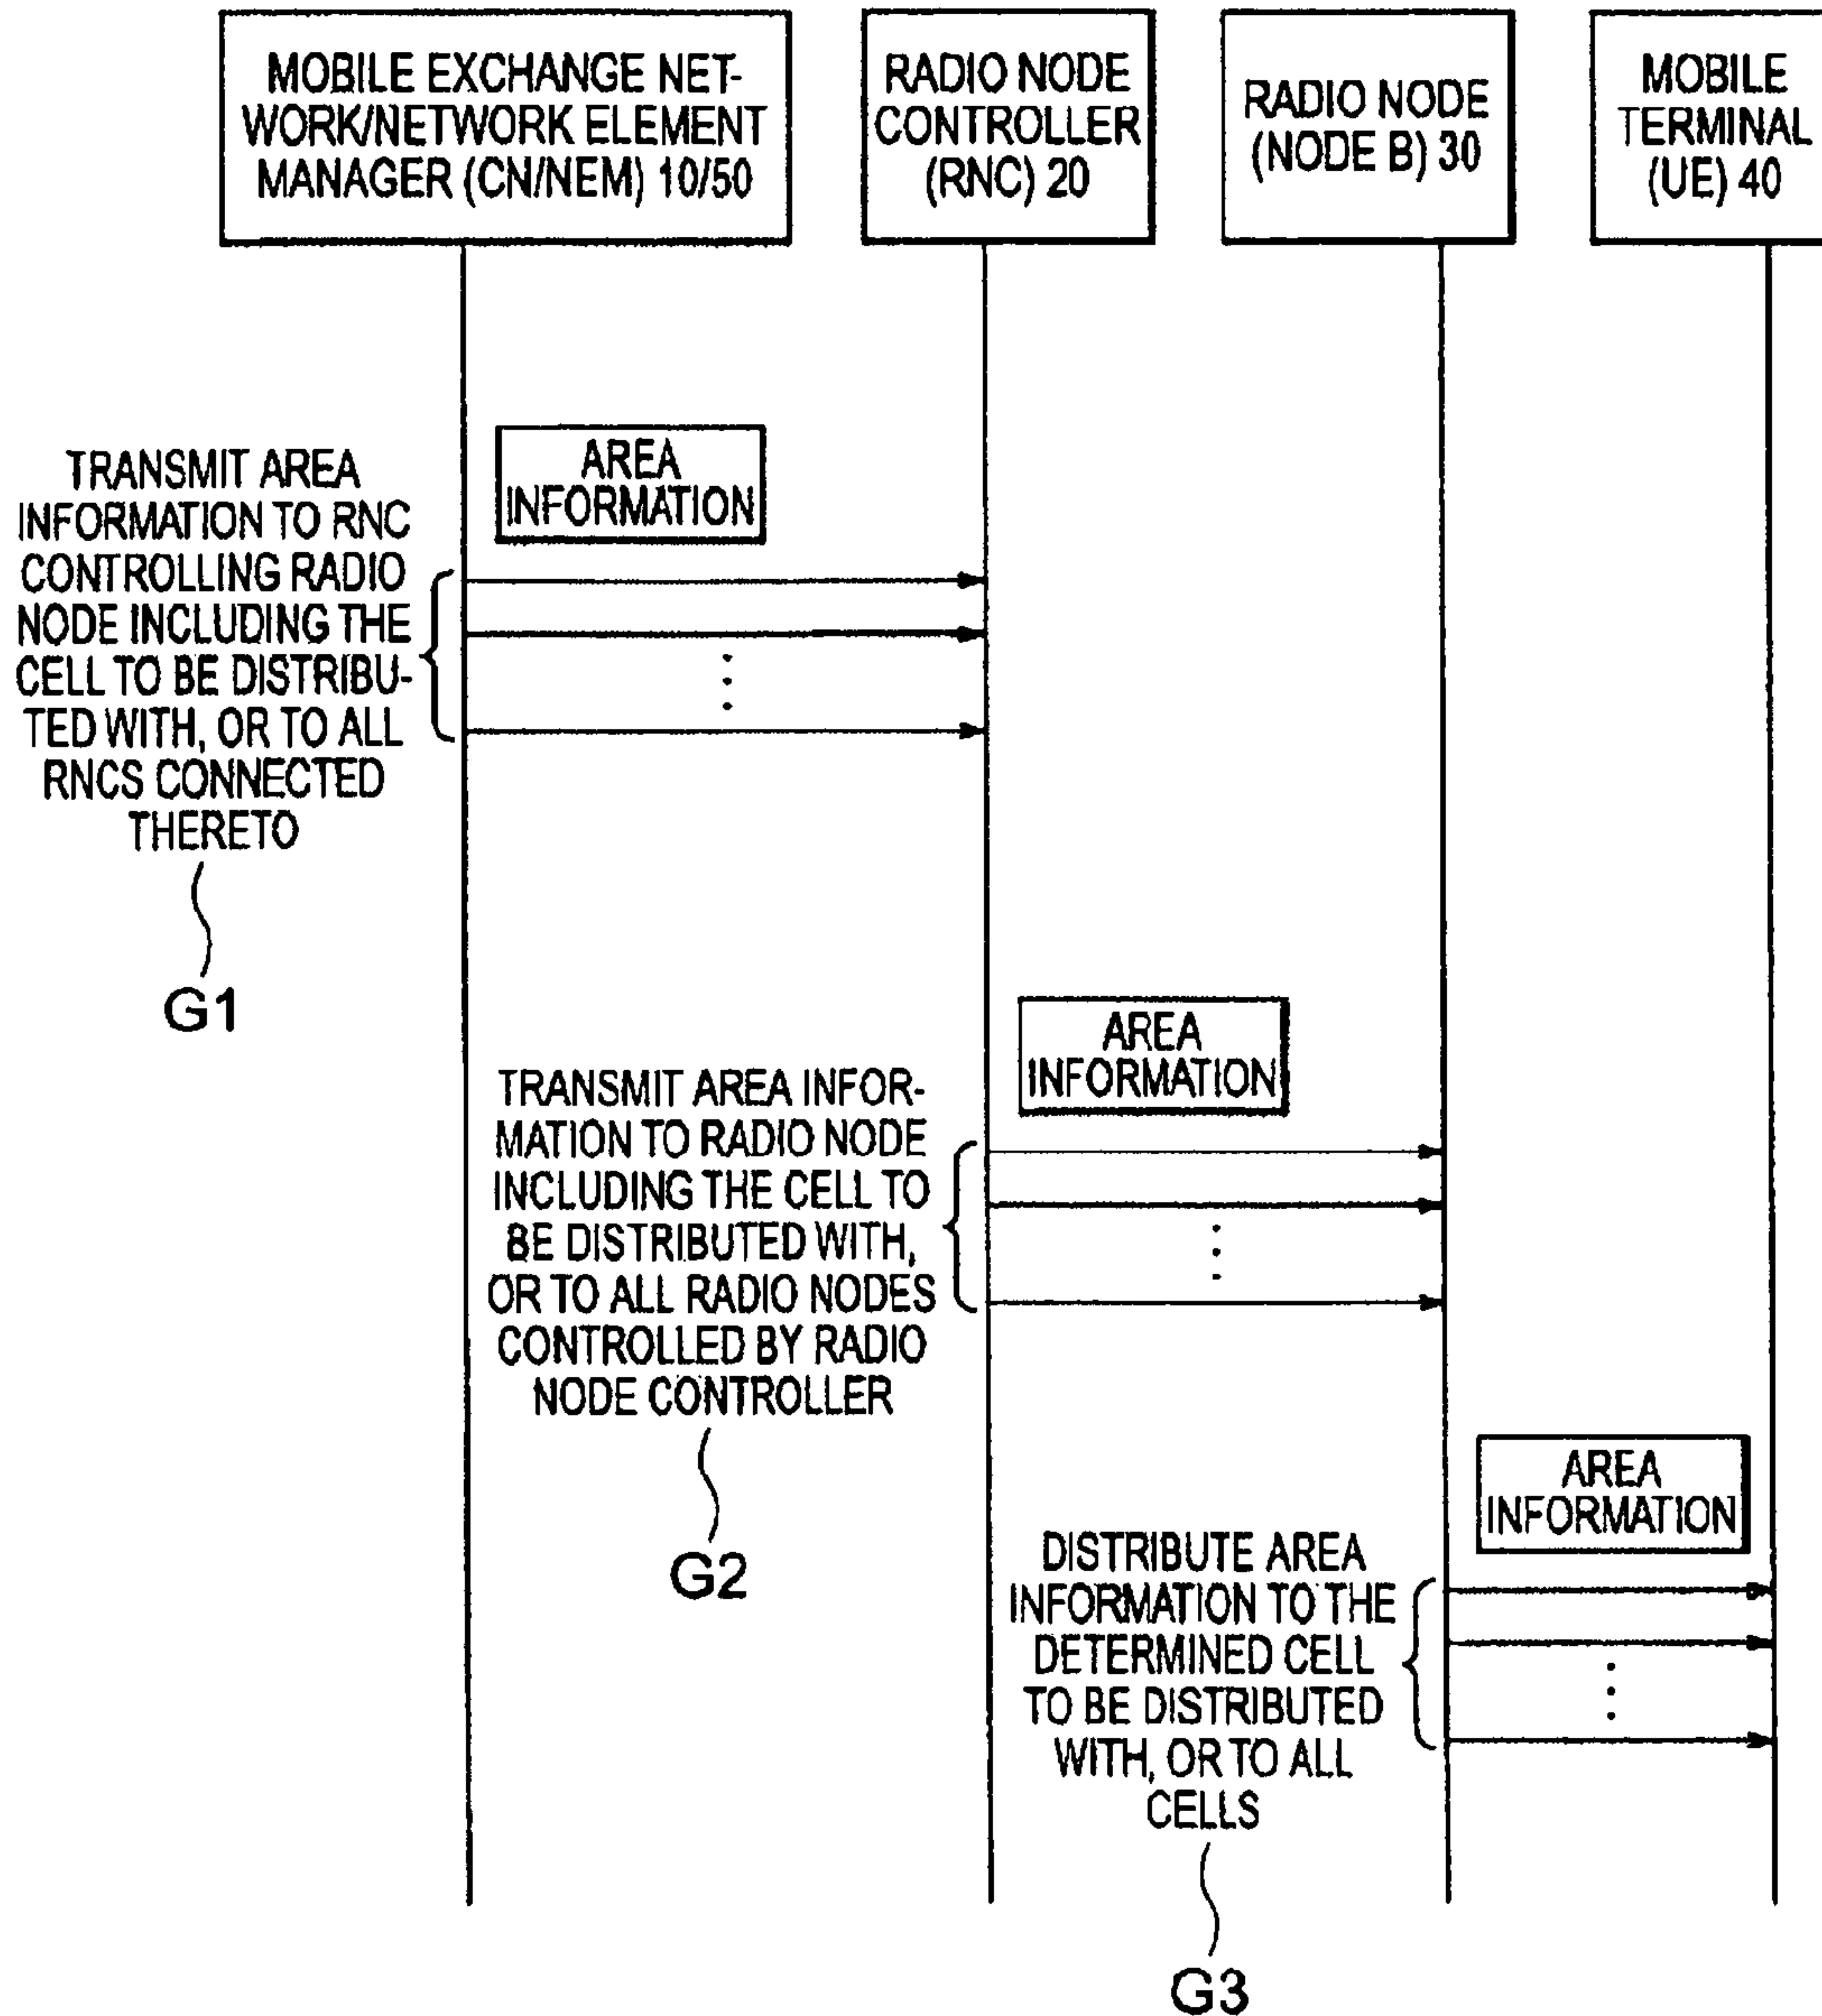 MOBILE EXCHANGE NET-
WORK/NETWORK ELEMENT
MANAGER (CN/NEM) 10/50
RADIO NODE
CONTROLLER
(RNC) 20
RADIO NODE
(NODE B) 30
MOBILE
TERMINAL
(UE) 40
AREA
INFORMATION
TRANSMIT AREA
INFORMATION TO RNC
CONTROLLING RADIO
NODE INCLUDING THE
CELL TO BE DISTRIBU-
TED WITH, OR TO ALL
RNCS CONNECTED
THERETO
G1
AREA
INFORMATION
TRANSMIT AREA INFOR-
MATION TO RADIO NODE
INCLUDING THE CELL TO
BE DISTRIBUTED WITH,
OR TO ALL RADIO NODES
CONTROLLED BY RADIO
NODE CONTROLLER
G2
AREA
INFORMATION
DISTRIBUTE AREA
INFORMATION TO THE
DETERMINED CELL
TO BE DISTRIBUTED
WITH, OR TO ALL
CELLS
G3